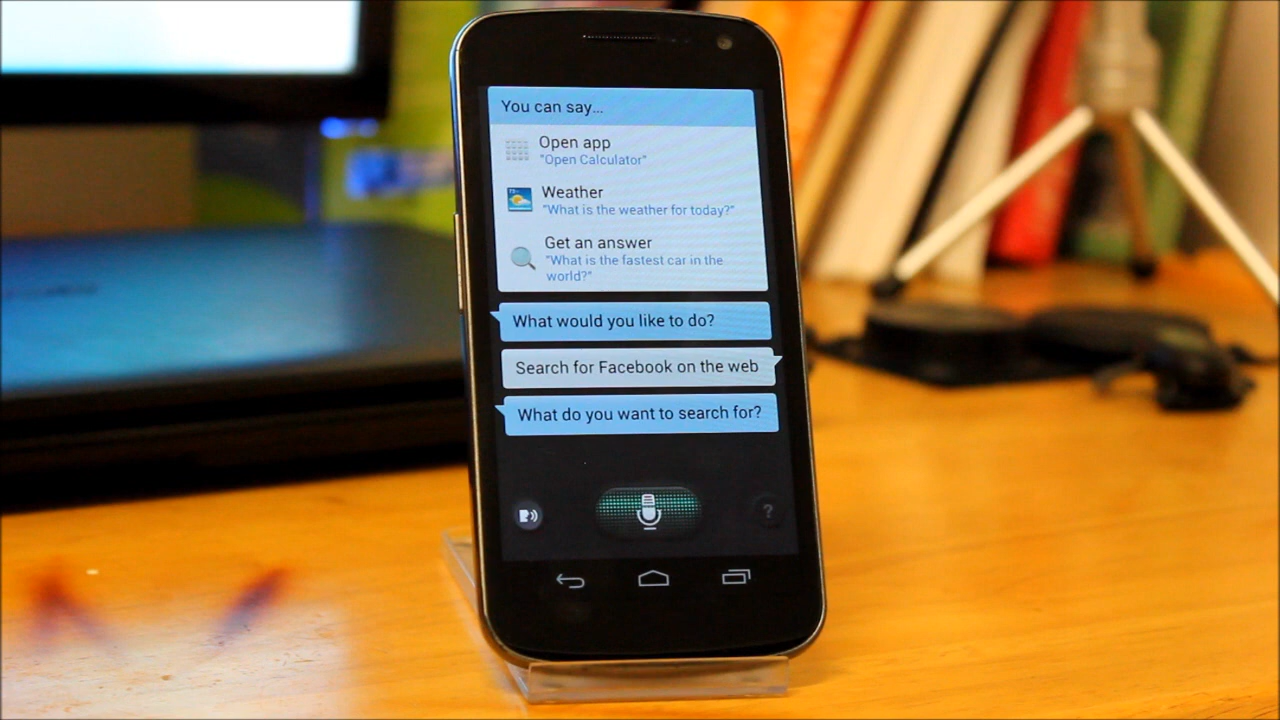 You can say...
Open app
"Open Calculator"
Weather
"What is the weather for today?"
Get an answer
"What is the fastest car in the
world?"
What would you like to do?
Search for Facebook on the web
What do you want to search for?
?